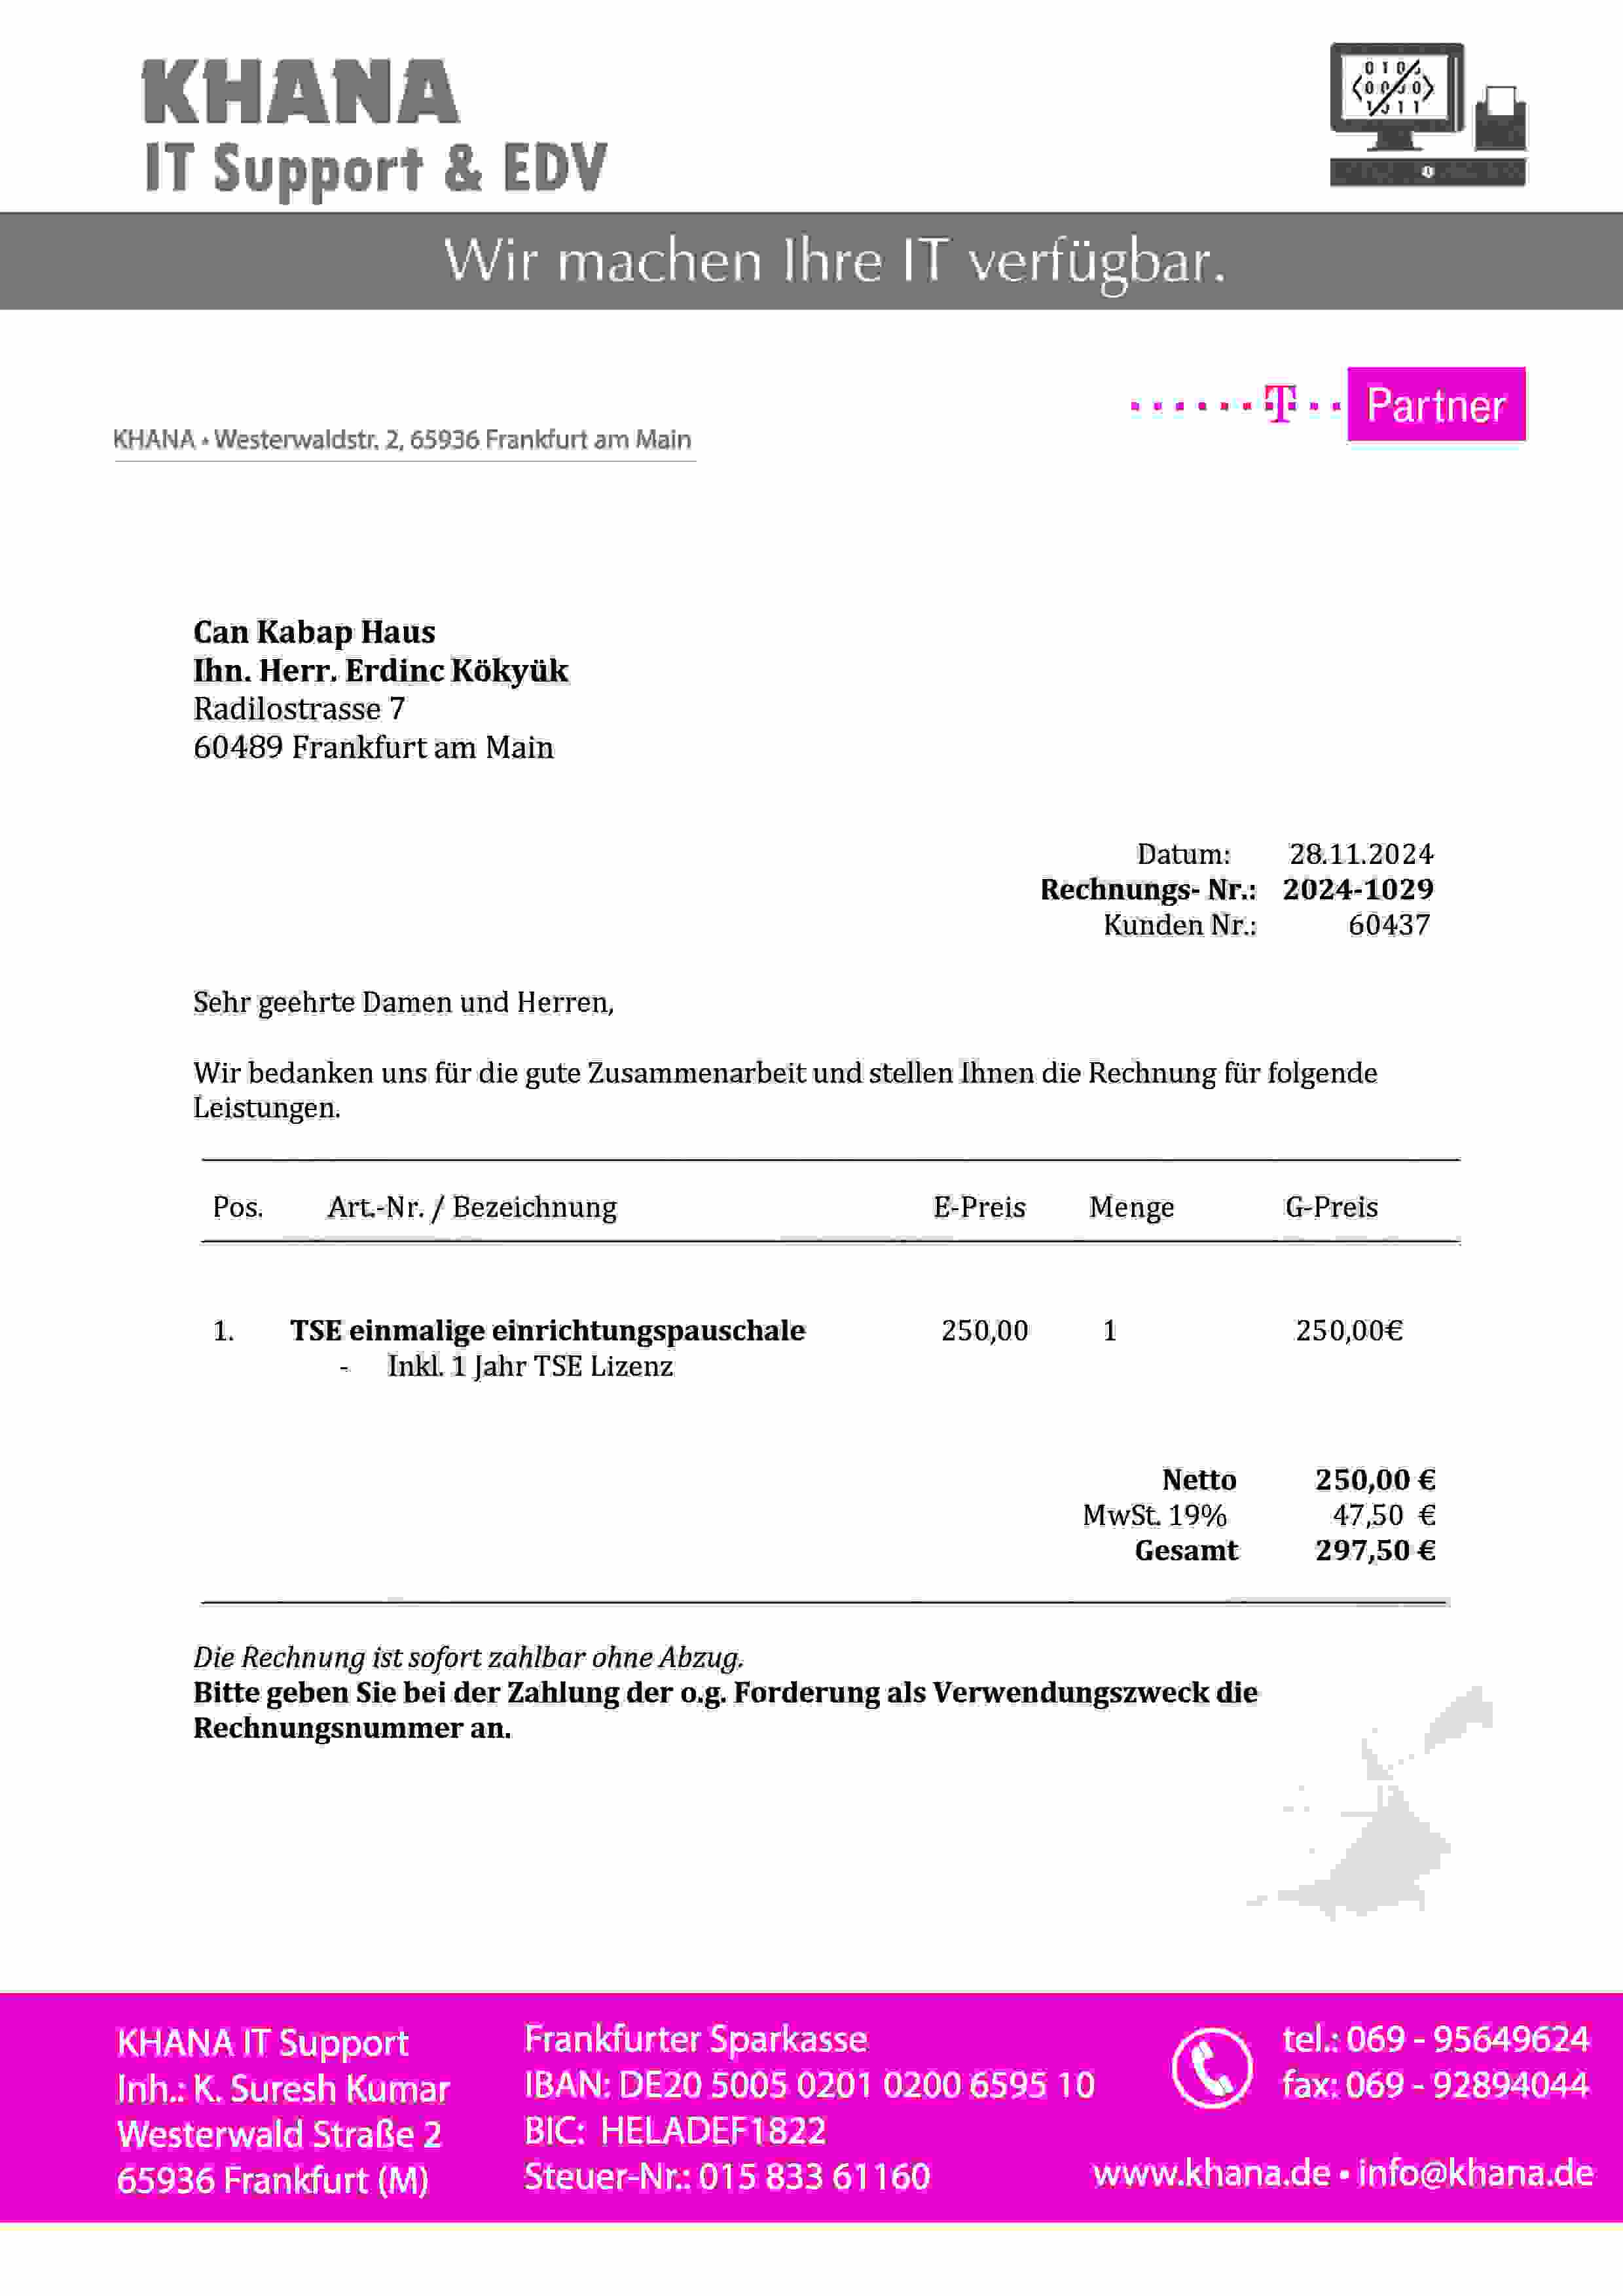 KHANA
IT Support & EDV
0 1 0
1 0 1 1
Wir machen Ihre IT verfügbar.
T Partner
KHANA • Westerwaldstr. 2, 65936 Frankfurt am Main
Can Kabap Haus
Ihn. Herr. Erdinc Kökyük
Radilostrasse 7
60489 Frankfurt am Main
Datum: 28.11.2024
Rechnungs- Nr.: 2024-1029
Kunden Nr.: 60437
Sehr geehrte Damen und Herren,
Wir bedanken uns für die gute Zusammenarbeit und stellen Ihnen die Rechnung für folgende
Leistungen.
Pos. Art.-Nr. / Bezeichnung E-Preis Menge G-Preis
1. TSE einmalige einrichtungspauschale 250,00 1 250,00€
- Inkl. 1 Jahr TSE Lizenz
Netto 250,00 €
MwSt. 19% 47,50 €
Gesamt 297,50 €
Die Rechnung ist sofort zahlbar ohne Abzug.
Bitte geben Sie bei der Zahlung der o.g. Forderung als Verwendungszweck die
Rechnungsnummer an.
KHANA IT Support
Inh.: K. Suresh Kumar
Westerwald Straße 2
65936 Frankfurt (M)
Frankfurter Sparkasse
IBAN: DE20 5005 0201 0200 6595 10
BIC: HELADEF1822
Steuer-Nr.: 015 833 61160
tel.: 069 - 95649624
fax: 069 - 92894044
www.khana.de • info@khana.de